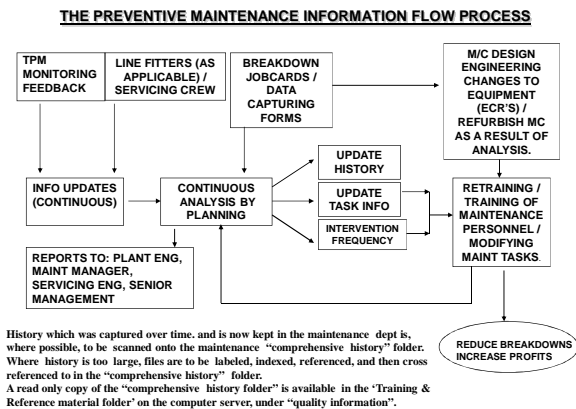 THE PREVENTIVE MAINTENANCE INFORMATION FLOW PROCESS
TPM
MONITORING
FEEDBACK
LINE FITTERS (AS
APPLICABLE) /
SERVICING CREW
BREAKDOWN
JOBCARDS /
DATA
CAPTURING
FORMS
M/C DESIGN
ENGINEERING
CHANGES TO
EQUIPMENT
(ECR'S) /
REFURBISH MC
AS A RESULT OF
ANALYSIS.
INFO UPDATES
(CONTINUOUS)
CONTINUOUS
ANALYSIS BY
PLANNING
UPDATE
HISTORY
UPDATE
TASK INFO
INTERVENTION
FREQUENCY
RETRAINING /
TRAINING OF
MAINTENANCE
PERSONNEL /
MODIFYING
MAINT TASKS.
REPORTS TO: PLANT ENG,
MAINT MANAGER,
SERVICING ENG, SENIOR
MANAGEMENT
REDUCE BREAKDOWNS
INCREASE PROFITS
History which was captured over time. and is now kept in the maintenance dept is,
where possible, to be scanned onto the maintenance “comprehensive history” folder.
Where history is too large, files are to be labeled, indexed, referenced, and then cross
referenced to in the “comprehensive history” folder.
A read only copy of the “comprehensive history folder” is available in the ‘Training &
Reference material folder’ on the computer server, under “quality information”.